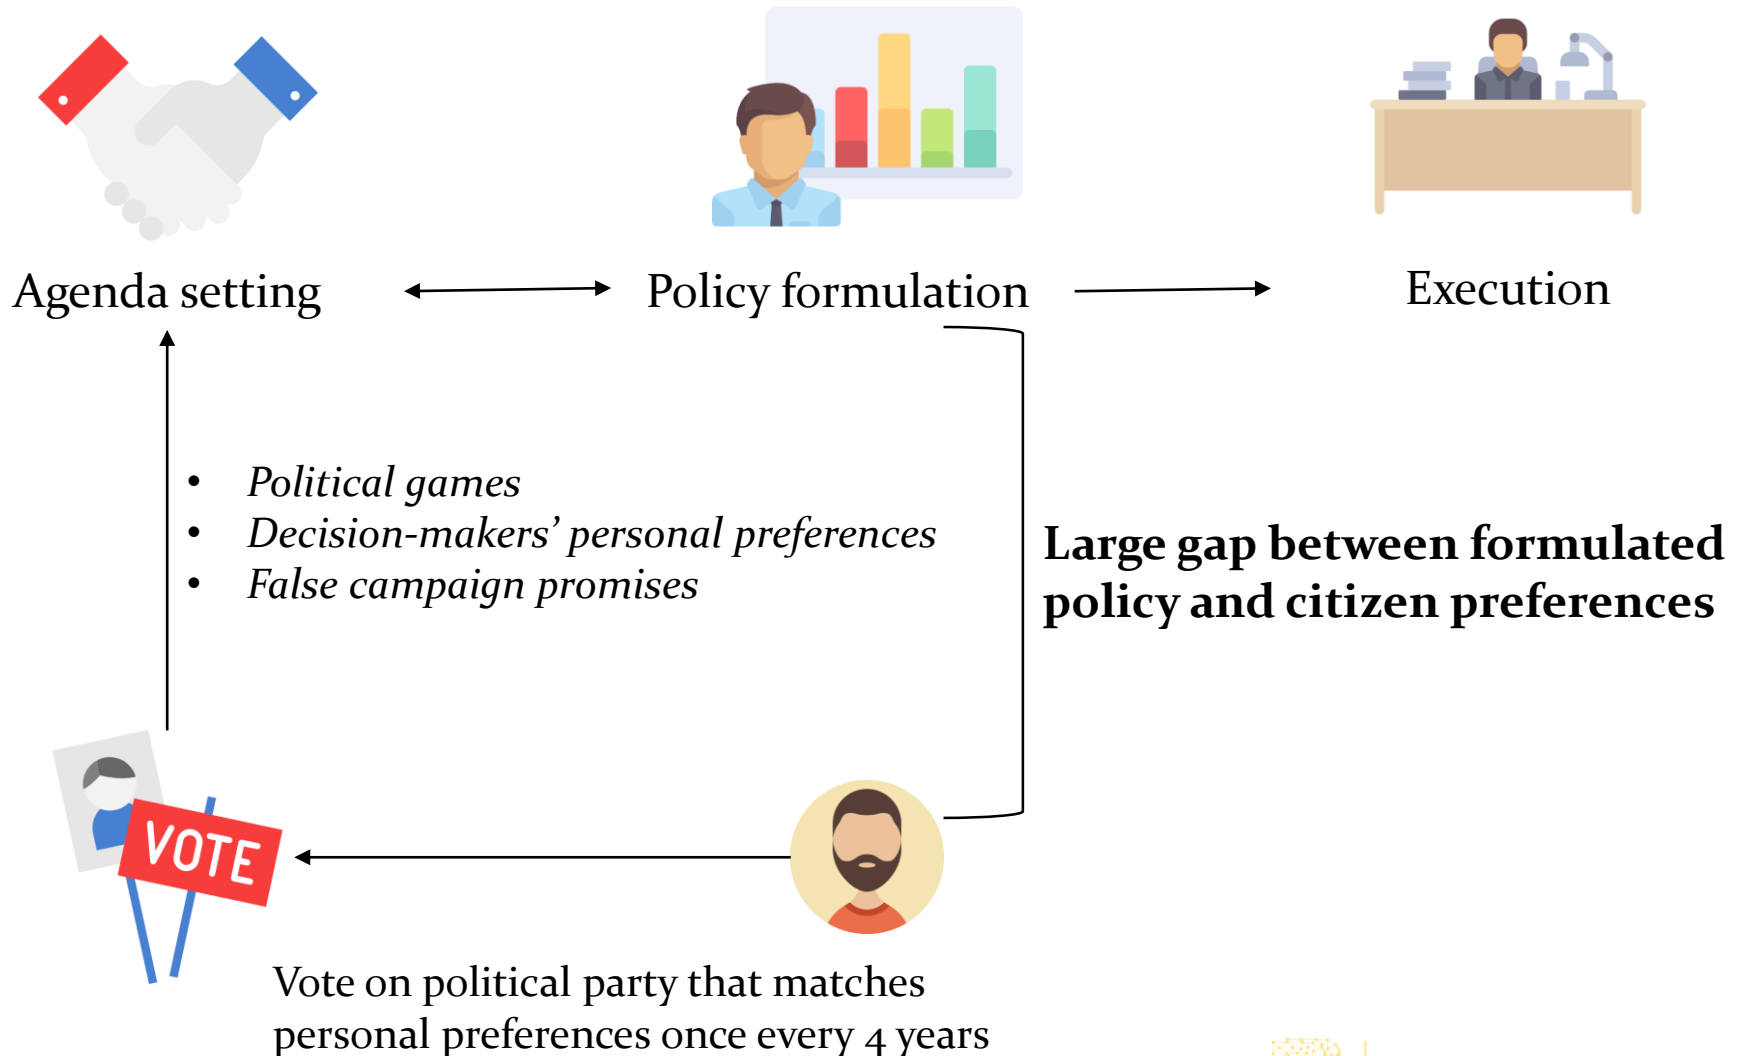 Agenda setting
Policy formulation
Execution
• Political games
• Decision-makers’ personal preferences
• False campaign promises
Large gap between formulated
policy and citizen preferences
VOTE
Vote on political party that matches
personal preferences once every 4 years